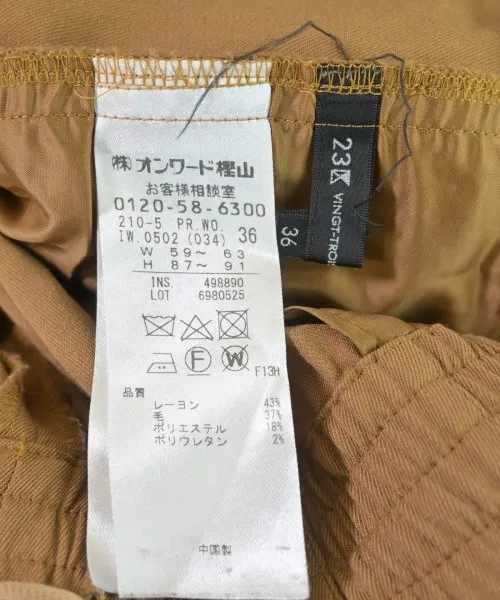 (株)オンワード樫山
お客様相談室
0120-58-6300
210-5 PR.WO.
IW.0502 (034) 36
W 59~ 63
H 87~ 91
INS. 498890
LOT 6980525
F W F13H
品質
レーヨン 43%
毛 37%
ポリエステル 18%
ポリウレタン 2%
中国製
23区
VINGT-TROIS
36